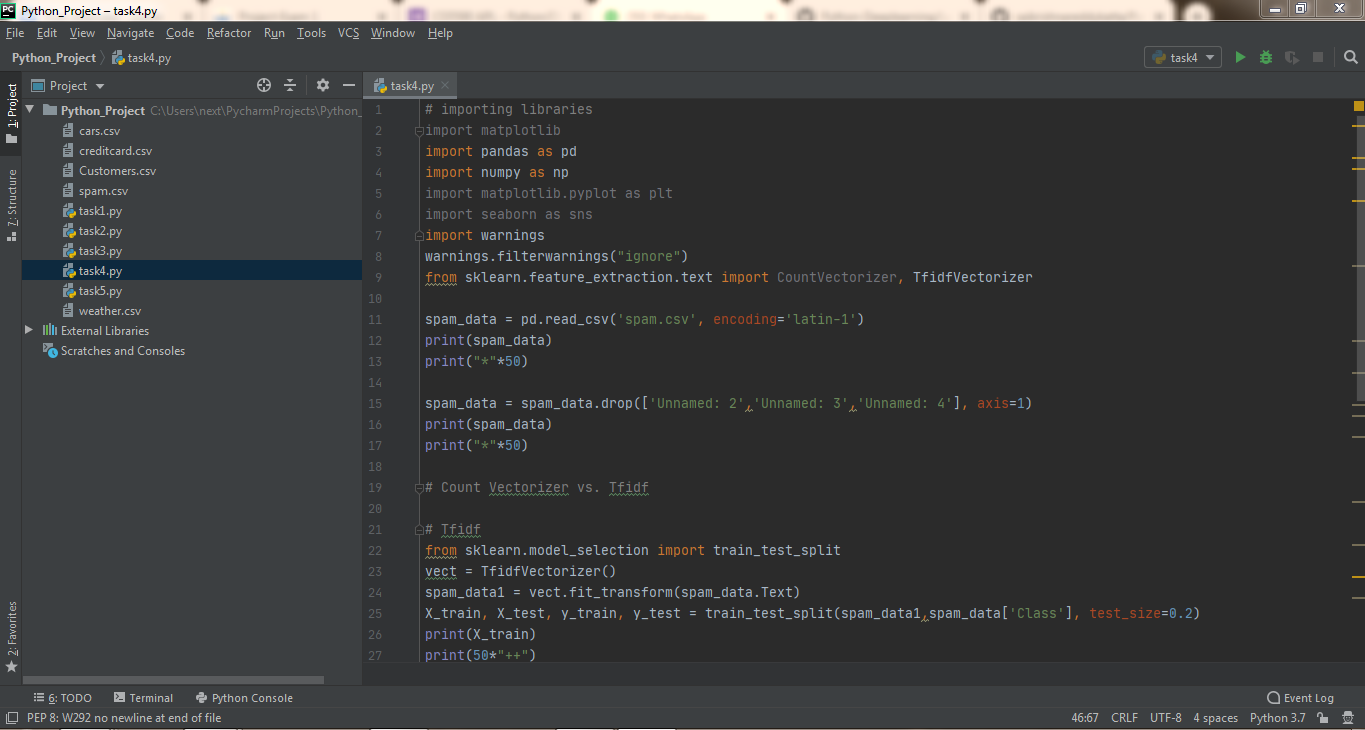 Python_Project – task4.py
File Edit View Navigate Code Refactor Run Tools VCS Window Help
Python_Project task4.py
task4
Project
task4.py
1: Project
7: Structure
2: Favorites
Python_Project C:\Users\next\PycharmProjects\Python_
cars.csv
creditcard.csv
Customers.csv
spam.csv
task1.py
task2.py
task3.py
task4.py
task5.py
weather.csv
External Libraries
Scratches and Consoles
1 # importing libraries
2 import matplotlib
3 import pandas as pd
4 import numpy as np
5 import matplotlib.pyplot as plt
6 import seaborn as sns
7 import warnings
8 warnings.filterwarnings("ignore")
9 from sklearn.feature_extraction.text import CountVectorizer, TfidfVectorizer
10
11 spam_data = pd.read_csv('spam.csv', encoding='latin-1')
12 print(spam_data)
13 print("*"*50)
14
15 spam_data = spam_data.drop(['Unnamed: 2','Unnamed: 3','Unnamed: 4'], axis=1)
16 print(spam_data)
17 print("*"*50)
18
19 # Count Vectorizer vs. Tfidf
20
21 # Tfidf
22 from sklearn.model_selection import train_test_split
23 vect = TfidfVectorizer()
24 spam_data1 = vect.fit_transform(spam_data.Text)
25 X_train, X_test, y_train, y_test = train_test_split(spam_data1,spam_data['Class'], test_size=0.2)
26 print(X_train)
27 print(50*"++")
6: TODO Terminal Python Console Event Log
PEP 8: W292 no newline at end of file 46:67 CRLF UTF-8 4 spaces Python 3.7